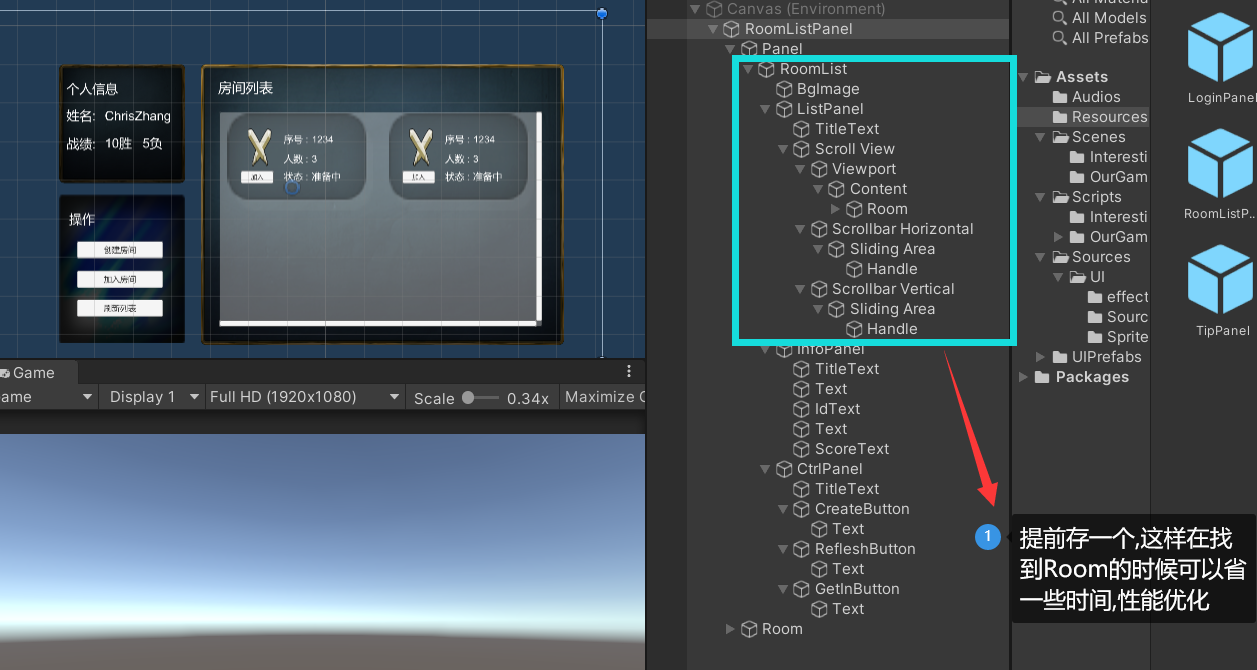 个人信息
姓名: ChrisZhang
战绩: 10胜 5负
操作
创建房间
加入房间
刷新列表
房间列表
序号:1234
人数:3
状态:准备中
加入
序号:1234
人数:3
状态:准备中
加入
Game
ame
Display 1
Full HD (1920x1080)
Scale
0.34x
Maximize
Canvas (Environment)
RoomListPanel
Panel
RoomList
BgImage
ListPanel
TitleText
Scroll View
Viewport
Content
Room
Scrollbar Horizontal
Sliding Area
Handle
Scrollbar Vertical
Sliding Area
Handle
InfoPanel
TitleText
Text
IdText
Text
ScoreText
CtrlPanel
TitleText
CreateButton
Text
RefleshButton
Text
GetInButton
Text
Room
All Models
All Prefabs
Assets
Audios
Resources
Scenes
Interesti
OurGam
Scripts
Interesti
OurGam
Sources
UI
effect
Sourc
Sprite
UIPrefabs
Packages
LoginPanel
RoomListP...
TipPanel
1
提前存一个,这样在找
到Room的时候可以省
一些时间,性能优化